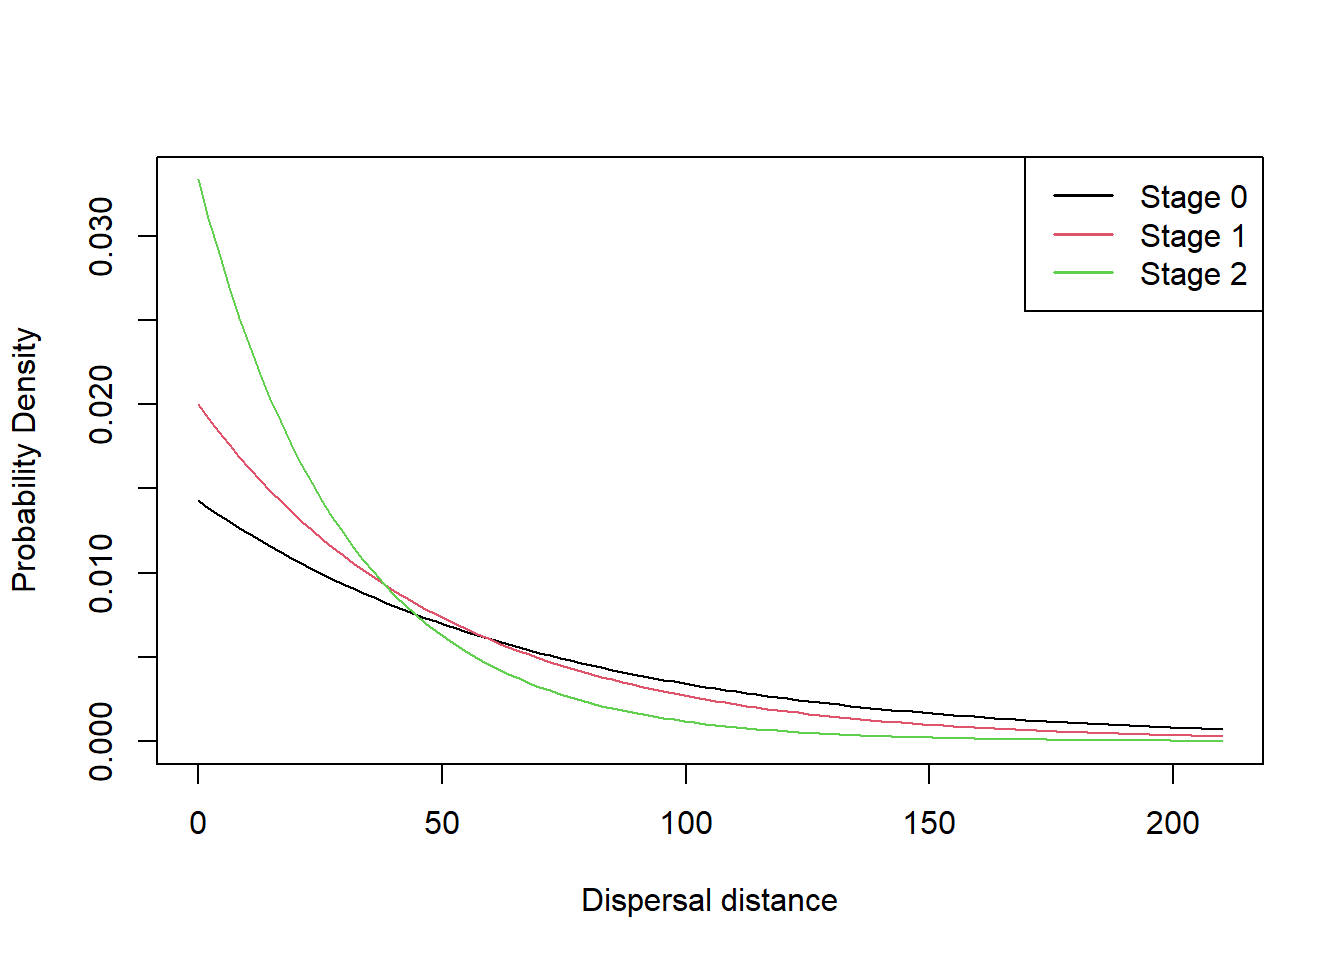 Stage 0
Stage 1
Stage 2
Probability Density
0.030
0.020
0.010
0.000
0 50 100 150 200
Dispersal distance